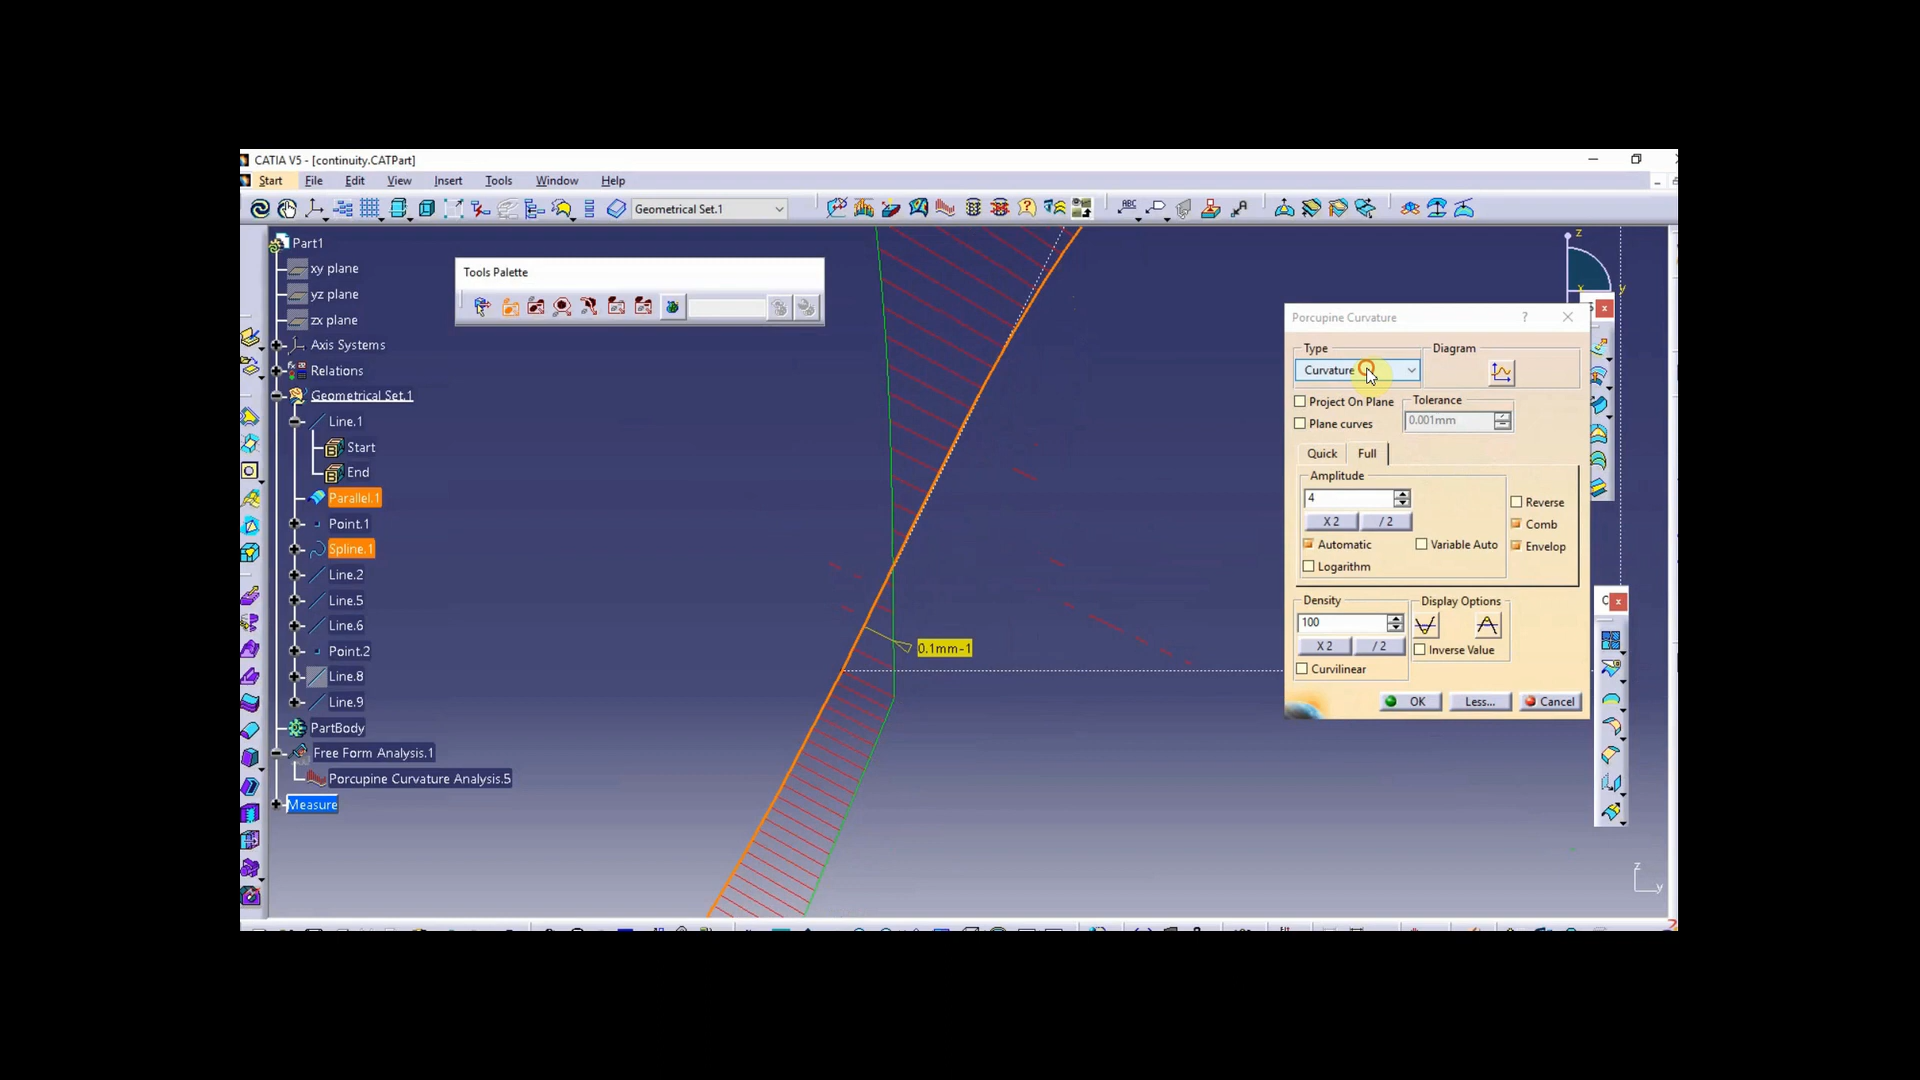 CATIA V5 - [continuity.CATPart]
Start File Edit View Insert Tools Window Help
Geometrical Set.1
Part1
xy plane
yz plane
zx plane
Axis Systems
Relations
Geometrical Set.1
Line.1
Start
End
Parallel.1
Point.1
Spline.1
Line.2
Line.5
Line.6
Point.2
Line.8
Line.9
PartBody
Free Form Analysis.1
Porcupine Curvature Analysis.5
Measure
Tools Palette
0.1mm-1
z
y
Porcupine Curvature ?
Type
Curvature
Diagram
Project On Plane
Plane curves
Tolerance
0.001mm
Quick Full
Amplitude
4
X 2 / 2
Automatic Variable Auto
Logarithm
Reverse
Comb
Envelop
Density
100
X 2 / 2
Curvilinear
Display Options
Inverse Value
OK Less... Cancel
z
y